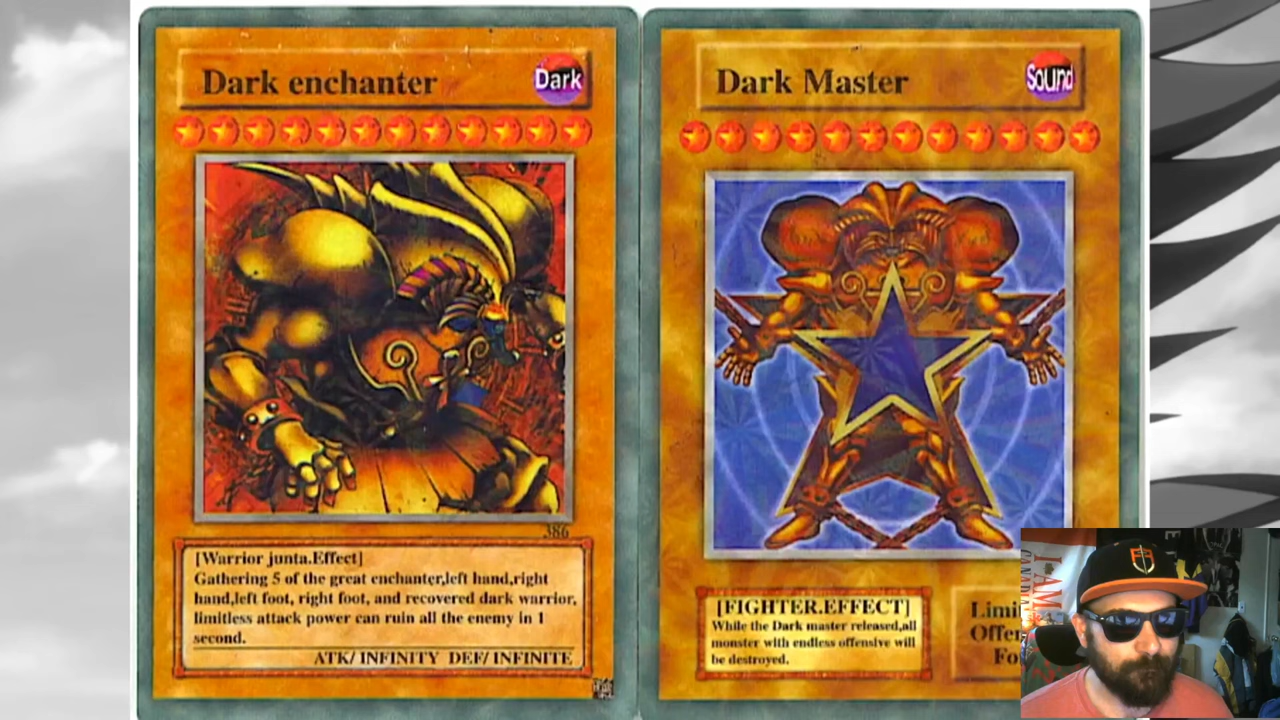 Dark enchanter
Dark
386
[Warrior junta.Effect]
Gathering 5 of the great enchanter,left hand,right
hand,left foot, right foot, and recovered dark warrior,
limitless attack power can ruin all the enemy in 1
second.
ATK/ INFINITY DEF/ INFINITE
Dark Master
Sound
[FIGHTER.EFFECT]
While the Dark master released,all
monster with endless offensive will
be destroyed.
I AM
CANADA